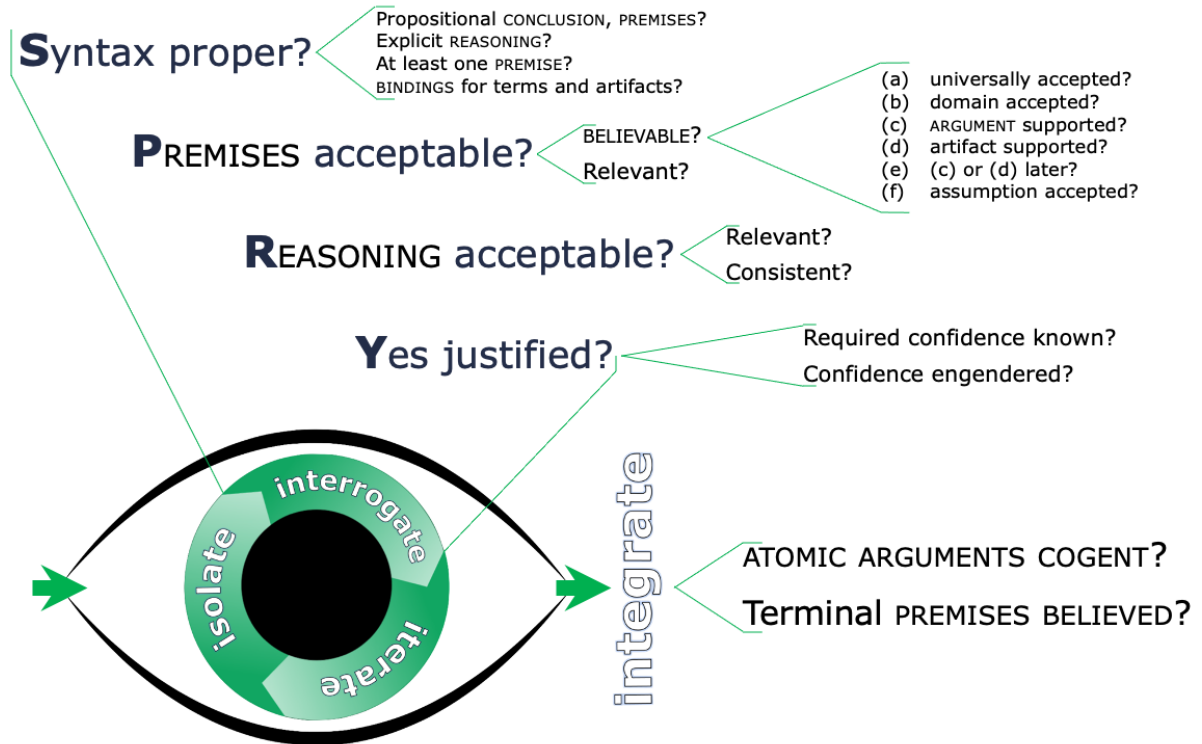 Syntax proper?
Propositional CONCLUSION, PREMISES?
Explicit REASONING?
At least one PREMISE?
BINDINGS for terms and artifacts?
PREMISES acceptable?
BELIEVABLE?
Relevant?
(a) universally accepted?
(b) domain accepted?
(c) ARGUMENT supported?
(d) artifact supported?
(e) (c) or (d) later?
(f) assumption accepted?
REASONING acceptable?
Relevant?
Consistent?
Yes justified?
Required confidence known?
Confidence engendered?
isolate
interrogate
iterate
integrate
ATOMIC ARGUMENTS COGENT?
Terminal PREMISES BELIEVED?